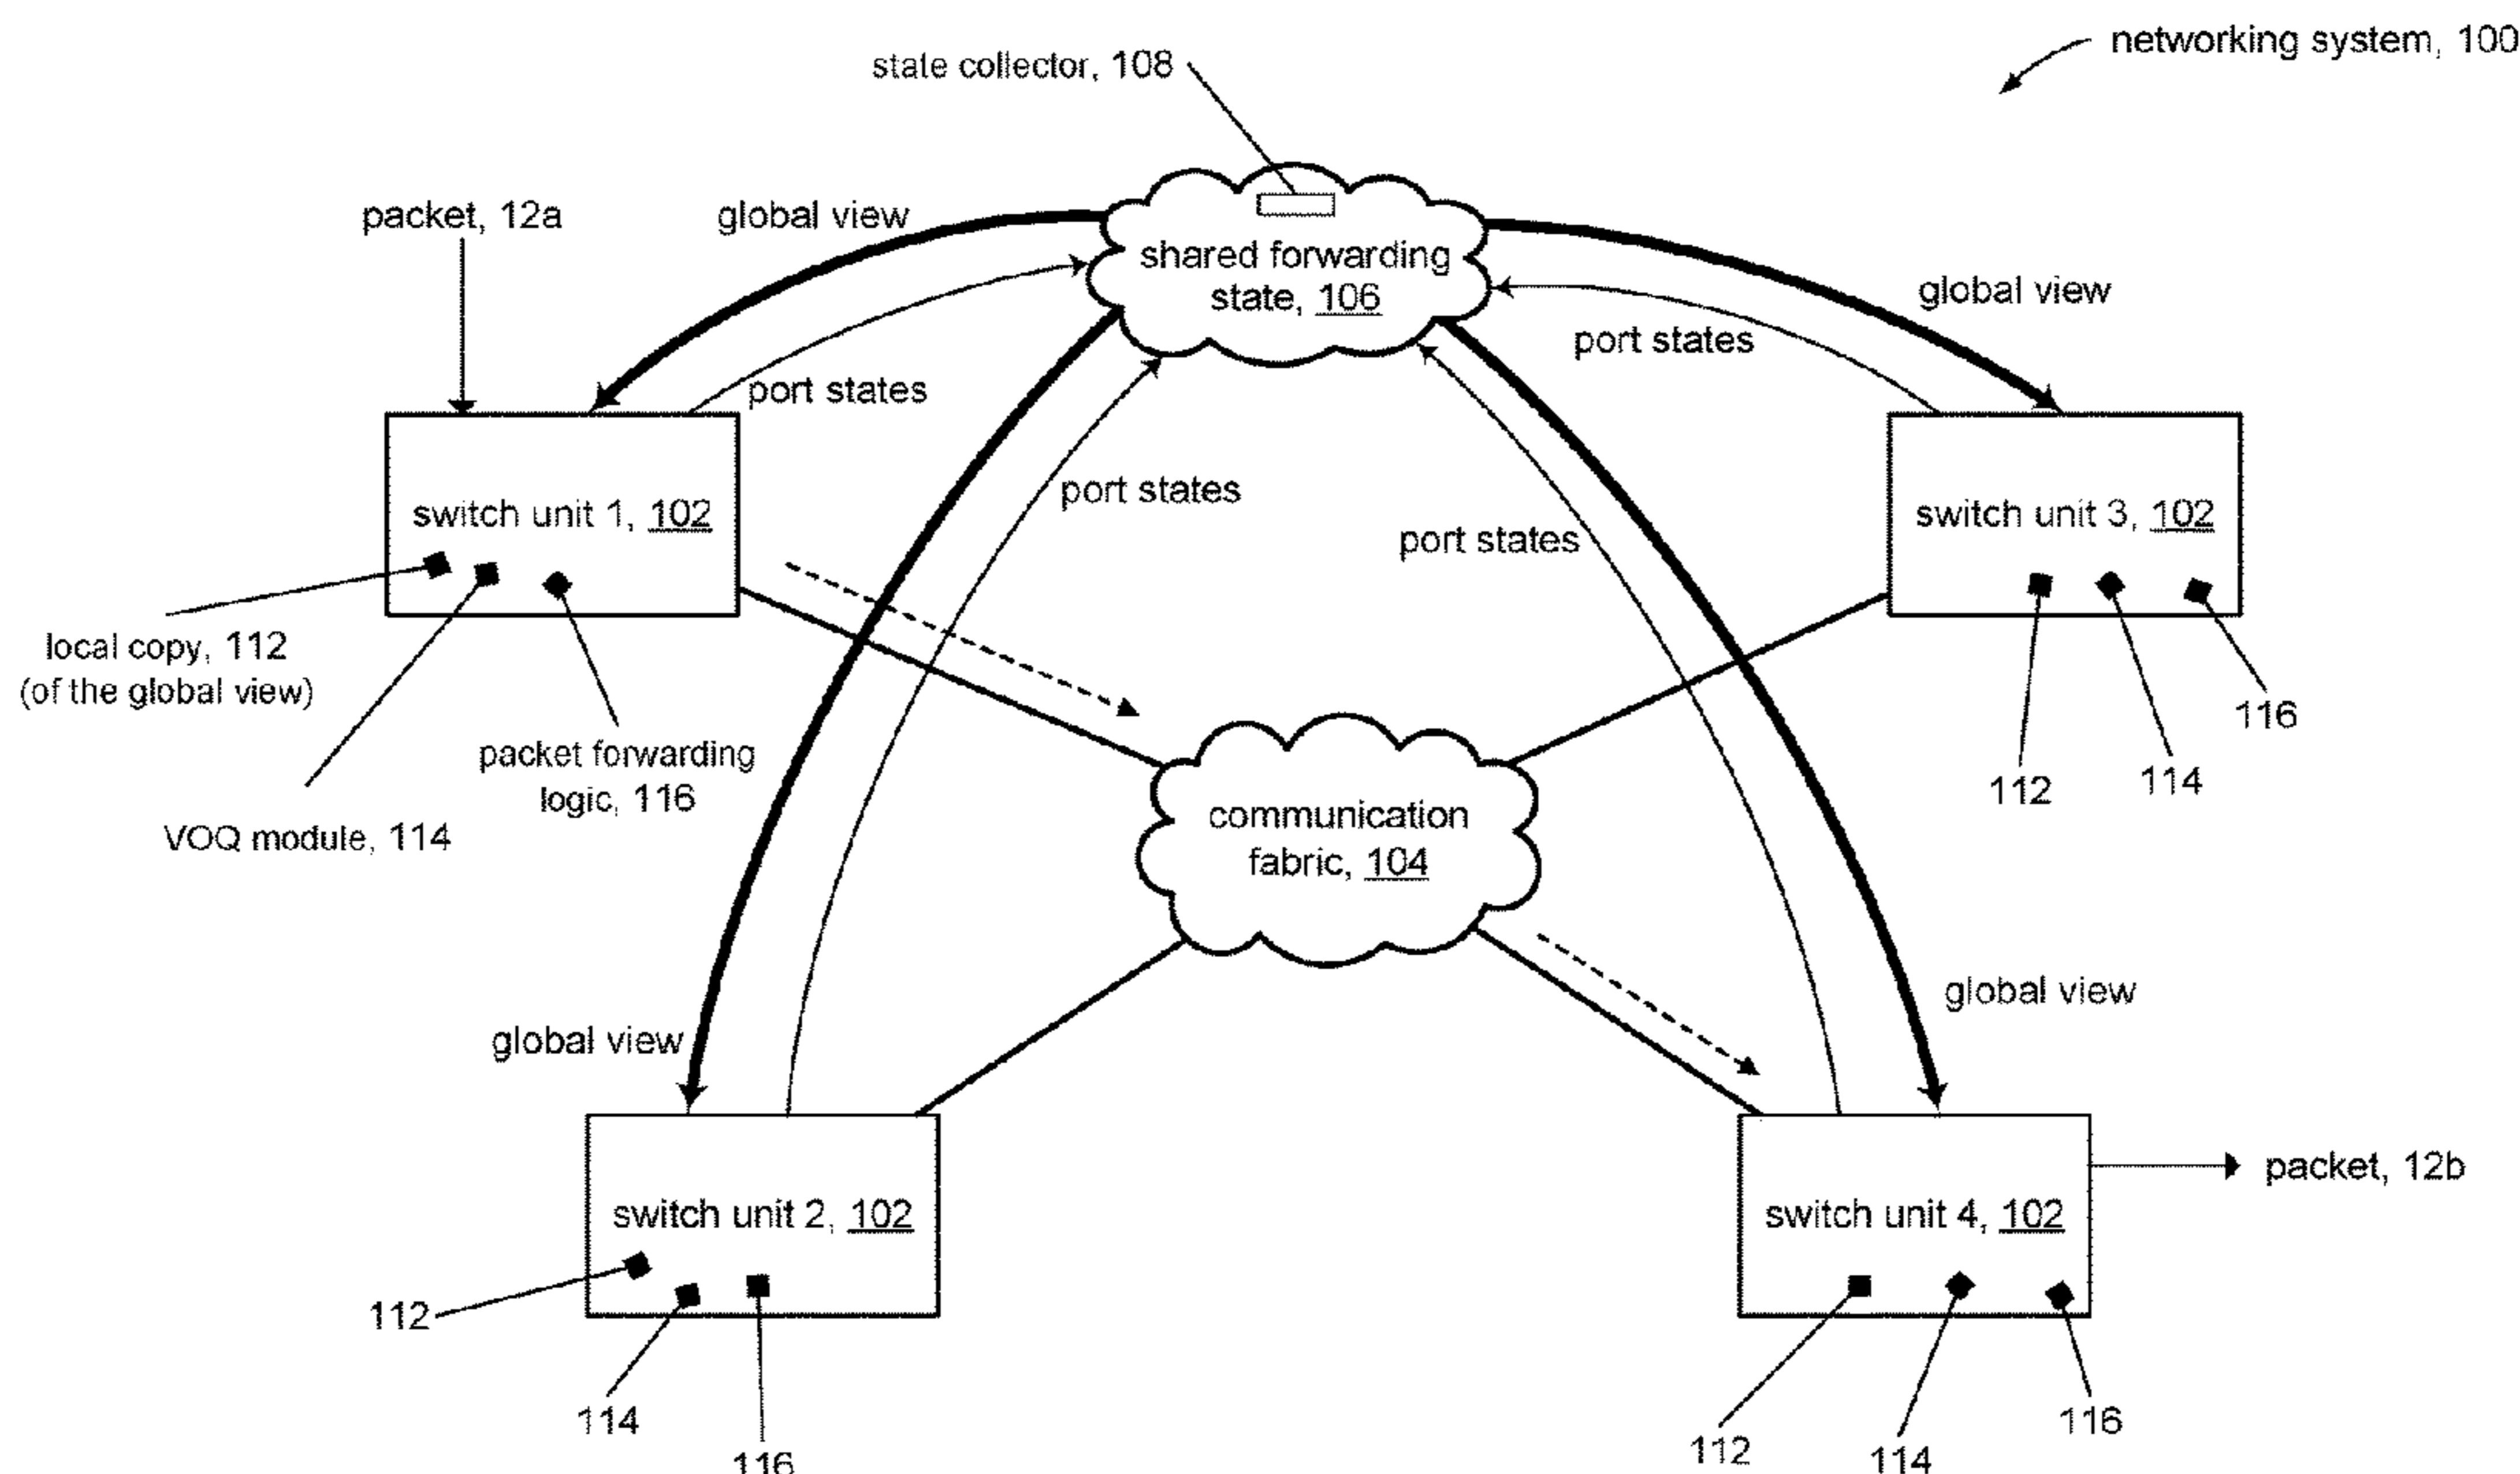 networking system, 100
state collector, 108
packet, 12a
global view
shared forwarding
state, 106
global view
port states
port states
switch unit 1, 102
port states
port states
switch unit 3, 102
local copy, 112
(of the global view)
packet forwarding
logic, 116
VOQ module, 114
116
112
114
communication
fabric, 104
global view
global view
packet, 12b
switch unit 2, 102
switch unit 4, 102
112
114
116
112
114
116